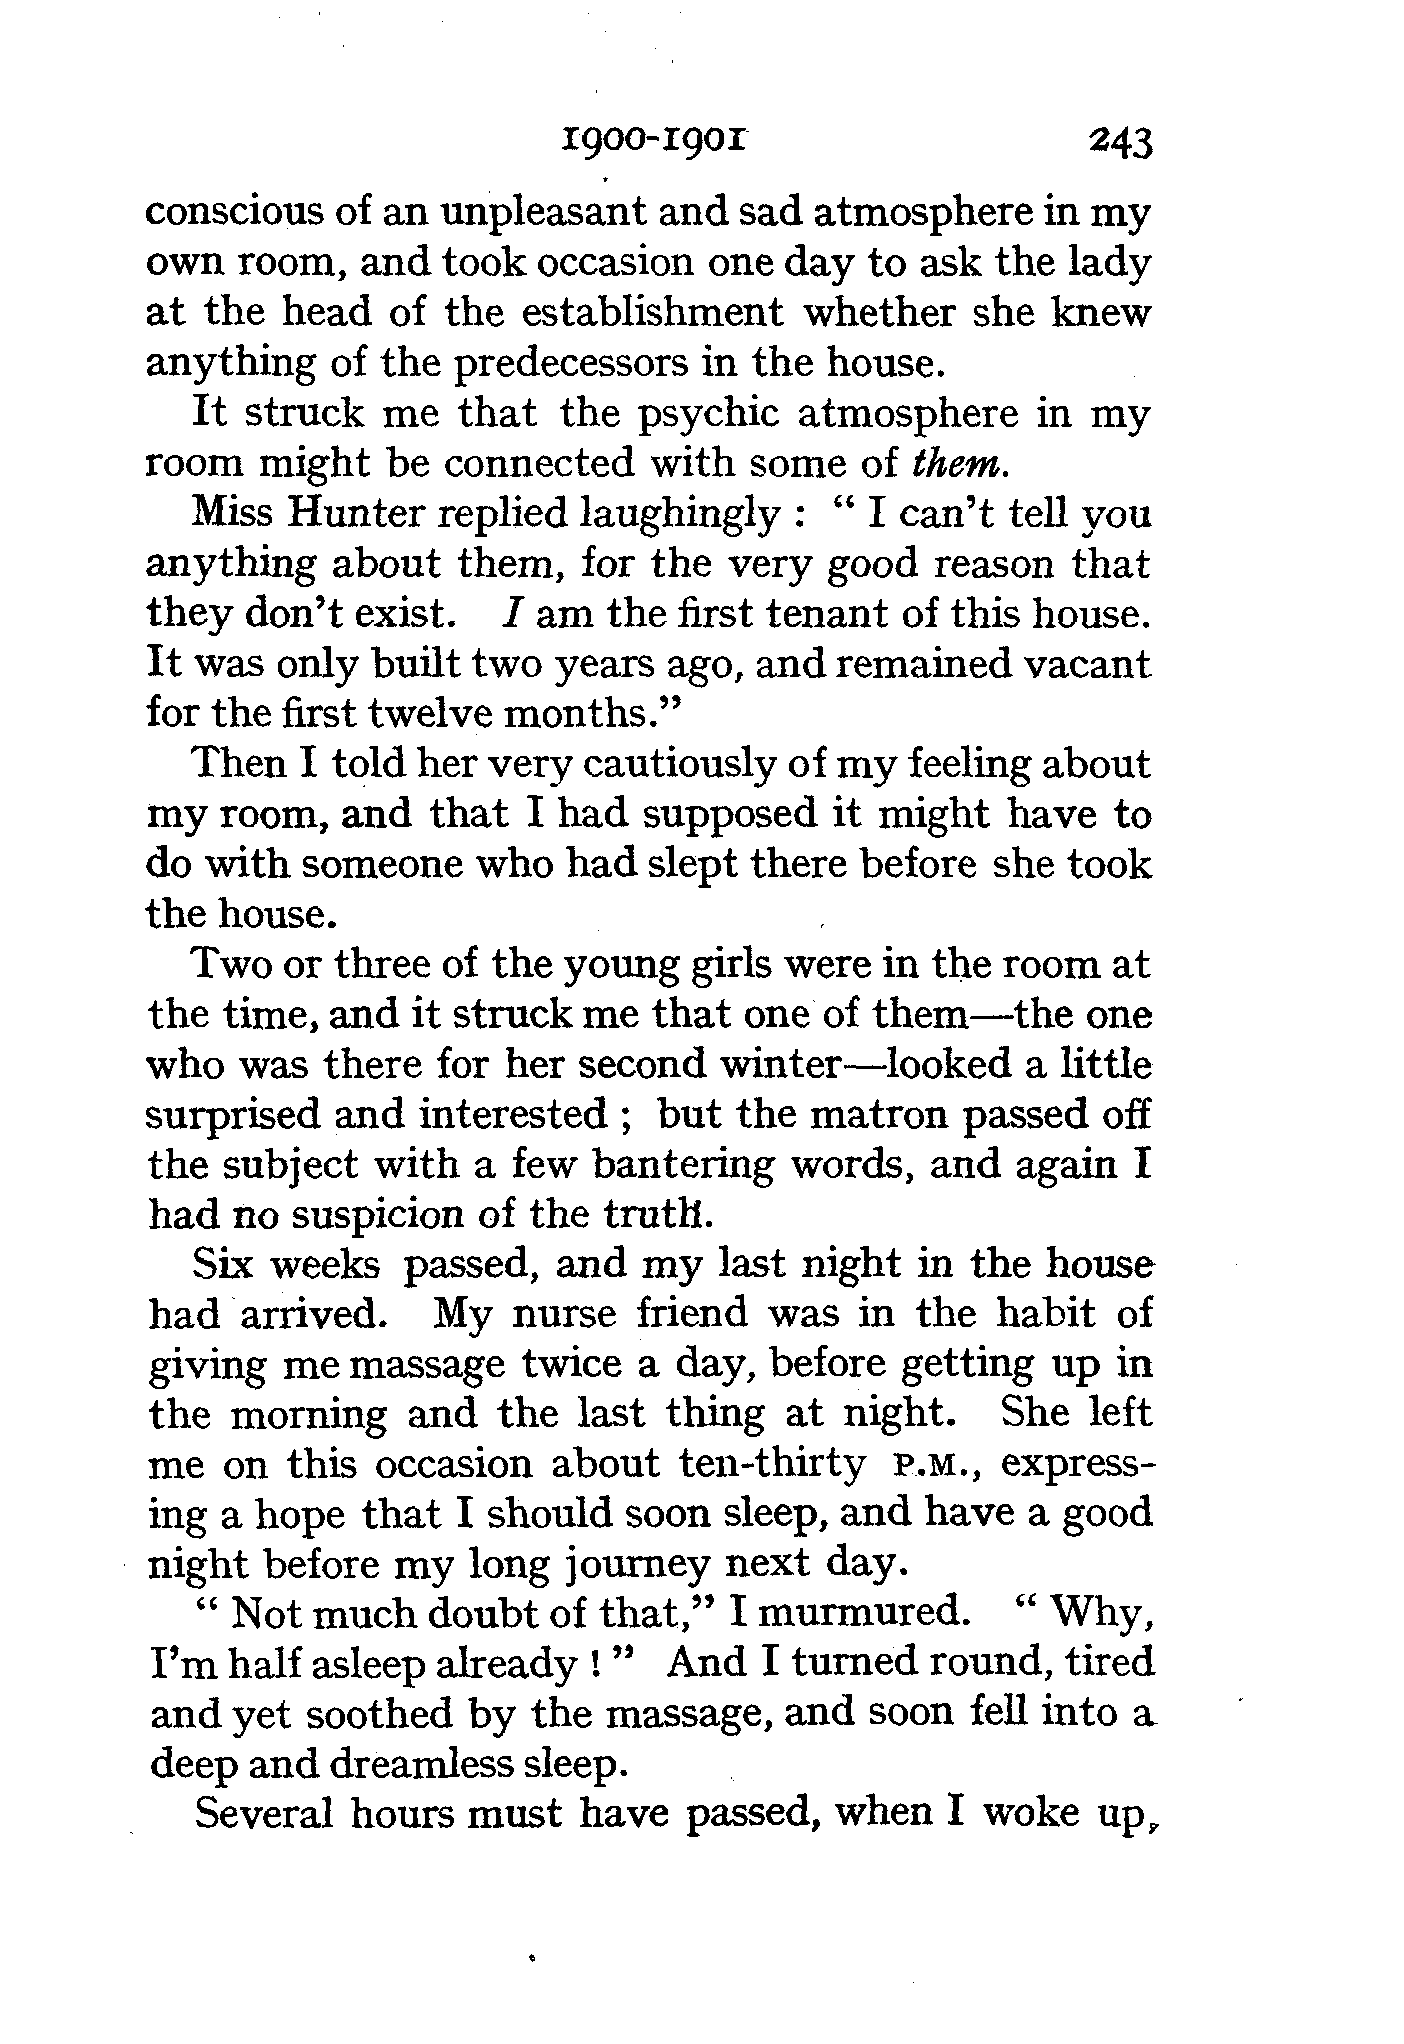 1900-1901 243
conscious of an unpleasant and sad atmosphere in my
own room, and took occasion one day to ask the lady
at the head of the establishment whether she knew
anything of the predecessors in the house.
It struck me that the psychic atmosphere in my
room might be connected with some of them.
Miss Hunter replied laughingly : “ I can’t tell you
anything about them, for the very good reason that
they don’t exist. I am the first tenant of this house.
It was only built two years ago, and remained vacant
for the first twelve months.”
Then I told her very cautiously of my feeling about
my room, and that I had supposed it might have to
do with someone who had slept there before she took
the house.
Two or three of the young girls were in the room at
the time, and it struck me that one of them—the one
who was there for her second winter—looked a little
surprised and interested ; but the matron passed off
the subject with a few bantering words, and again I
had no suspicion of the truth.
Six weeks passed, and my last night in the house
had arrived. My nurse friend was in the habit of
giving me massage twice a day, before getting up in
the morning and the last thing at night. She left
me on this occasion about ten-thirty P.M., express-
ing a hope that I should soon sleep, and have a good
night before my long journey next day.
“ Not much doubt of that,” I murmured. “ Why,
I’m half asleep already ! ” And I turned round, tired
and yet soothed by the massage, and soon fell into a
deep and dreamless sleep.
Several hours must have passed, when I woke up,